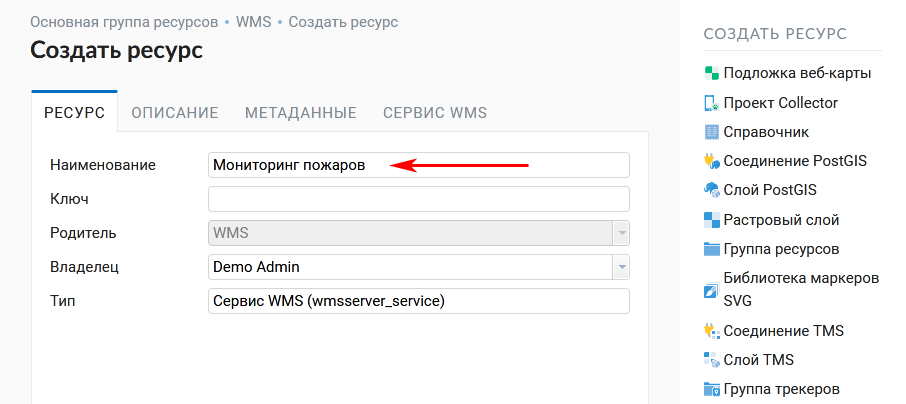 Основная группа ресурсов • WMS • Создать ресурс
Создать ресурс
РЕСУРС ОПИСАНИЕ МЕТАДАННЫЕ СЕРВИС WMS
Наименование Мониторинг пожаров
Ключ
Родитель WMS
Владелец Demo Admin
Тип Сервис WMS (wmsserver_service)
СОЗДАТЬ РЕСУРС
Подложка веб-карты
Проект Collector
Справочник
Соединение PostGIS
Слой PostGIS
Растровый слой
Группа ресурсов
Библиотека маркеров
SVG
Соединение TMS
Слой TMS
Группа трекеров